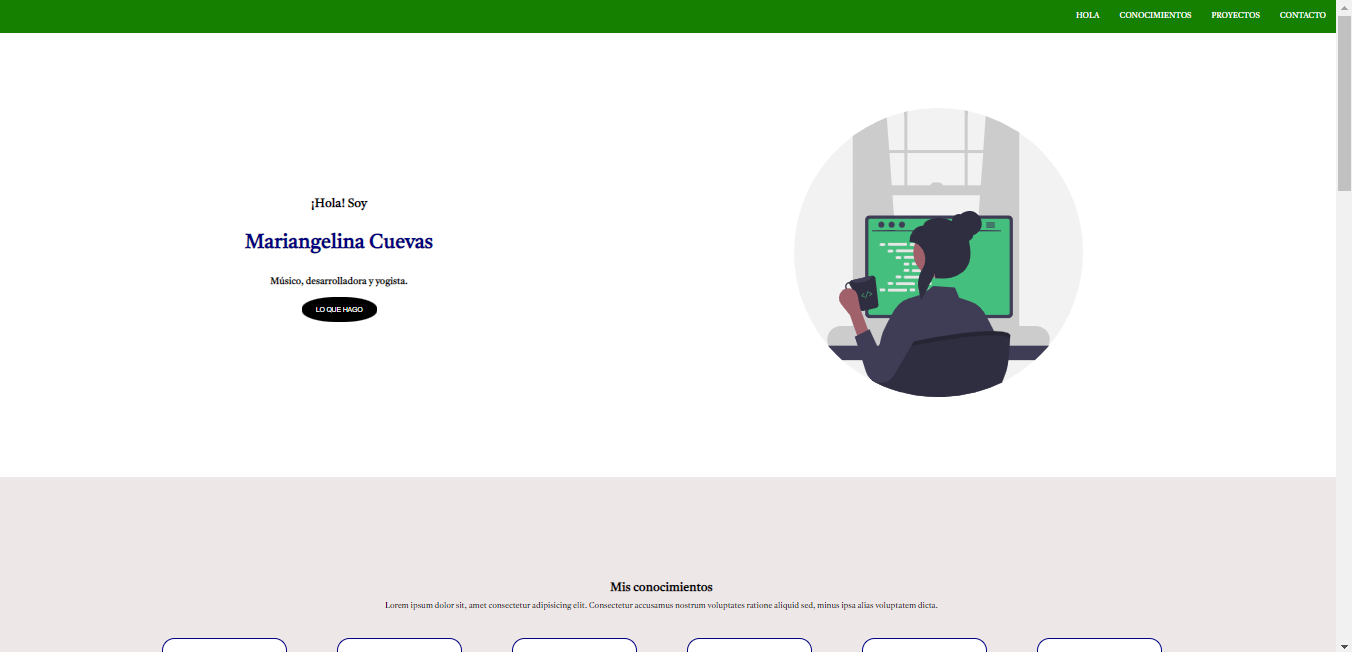 HOLA CONOCIMIENTOS PROYECTOS CONTACTO
¡Hola! Soy
Mariangelina Cuevas
Músico, desarrolladora y yogista.
LO QUE HAGO
</>
Mis conocimientos
Lorem ipsum dolor sit, amet consectetur adipisicing elit. Consectetur accusamus nostrum voluptates ratione aliquid sed, minus ipsa alias voluptatem dicta.